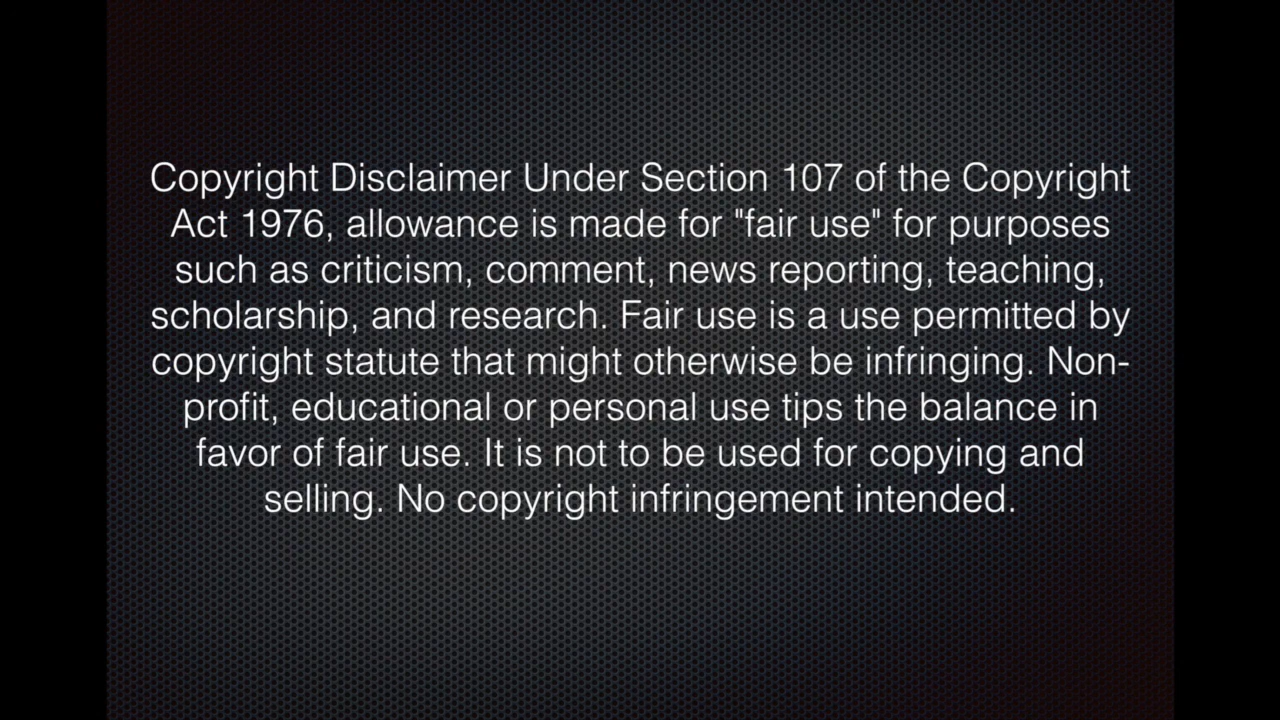 Copyright Disclaimer Under Section 107 of the Copyright
Act 1976, allowance is made for "fair use" for purposes
such as criticism, comment, news reporting, teaching,
scholarship, and research. Fair use is a use permitted by
copyright statute that might otherwise be infringing. Non-
profit, educational or personal use tips the balance in
favor of fair use. It is not to be used for copying and
selling. No copyright infringement intended.